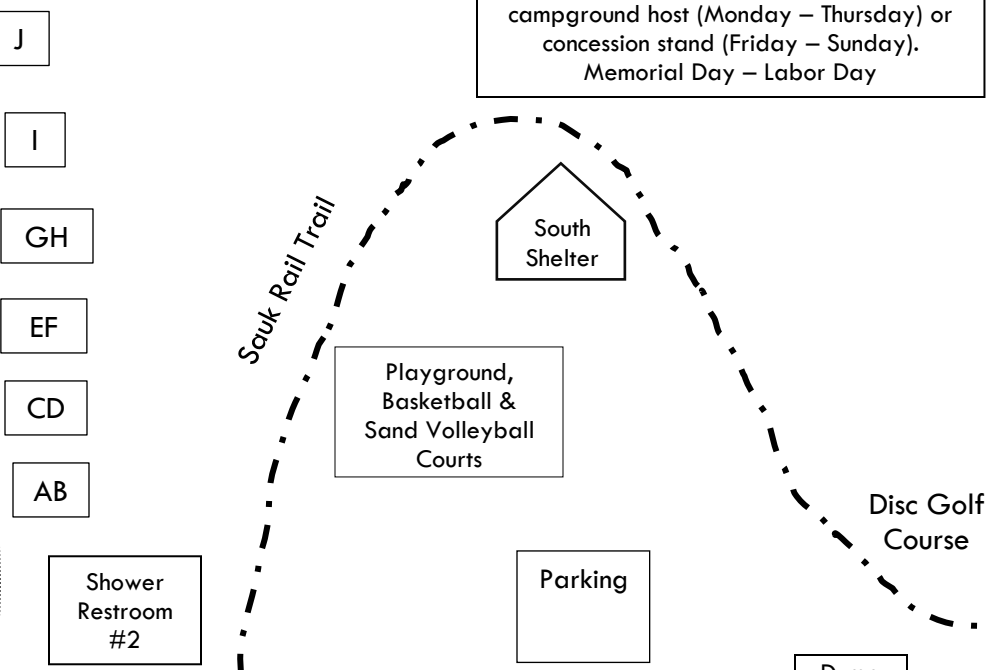 campground host (Monday – Thursday) or
concession stand (Friday – Sunday).
Memorial Day – Labor Day
J
I
GH
EF
CD
AB
Sauk Rail Trail
South
Shelter
Playground,
Basketball &
Sand Volleyball
Courts
Disc Golf
Course
Shower
Restroom
#2
Parking